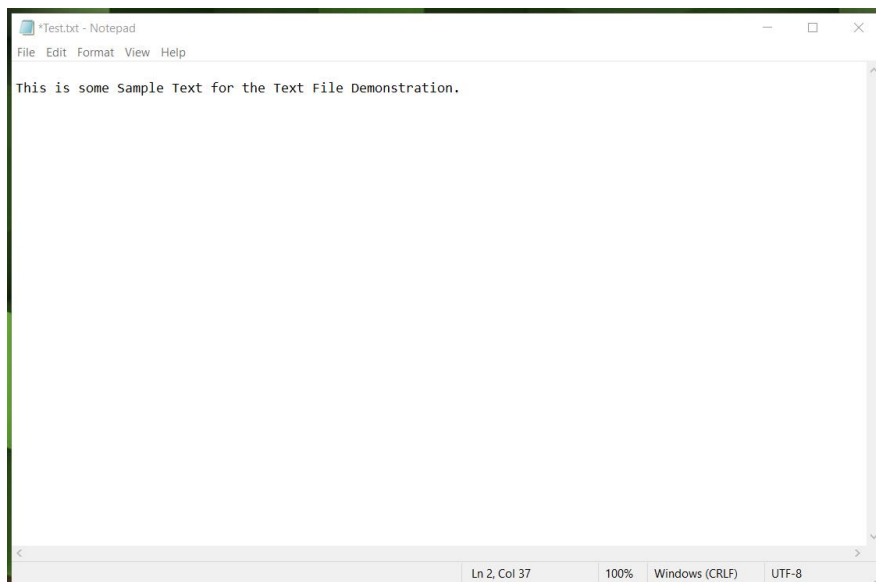 *Test.txt - Notepad
File Edit Format View Help
This is some Sample Text for the Text File Demonstration.
Ln 2, Col 37 100% Windows (CRLF) UTF-8